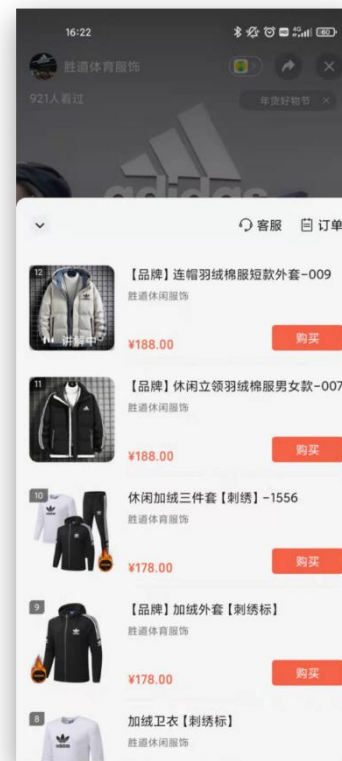 16:22
4G
60
胜道体育服饰
921人看过
年货好物节 ×
adidas
客服
订单
12
【品牌】连帽羽绒棉服短款外套-009
胜道休闲服饰
讲解中
¥188.00
购买
11
【品牌】休闲立领羽绒棉服男女款-007
胜道休闲服饰
¥188.00
购买
10
休闲加绒三件套【刺绣】-1556
胜道体育服饰
¥178.00
购买
9
【品牌】加绒外套【刺绣标】
胜道体育服饰
¥178.00
购买
8
加绒卫衣【刺绣标】
胜道休闲服饰